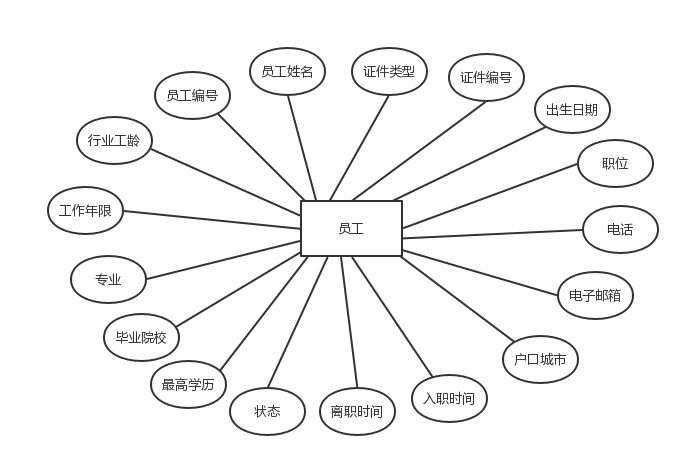 员工姓名
证件类型
证件编号
员工编号
出生日期
行业工龄
职位
工作年限
员工
电话
专业
电子邮箱
毕业院校
户口城市
最高学历
入职时间
状态
离职时间